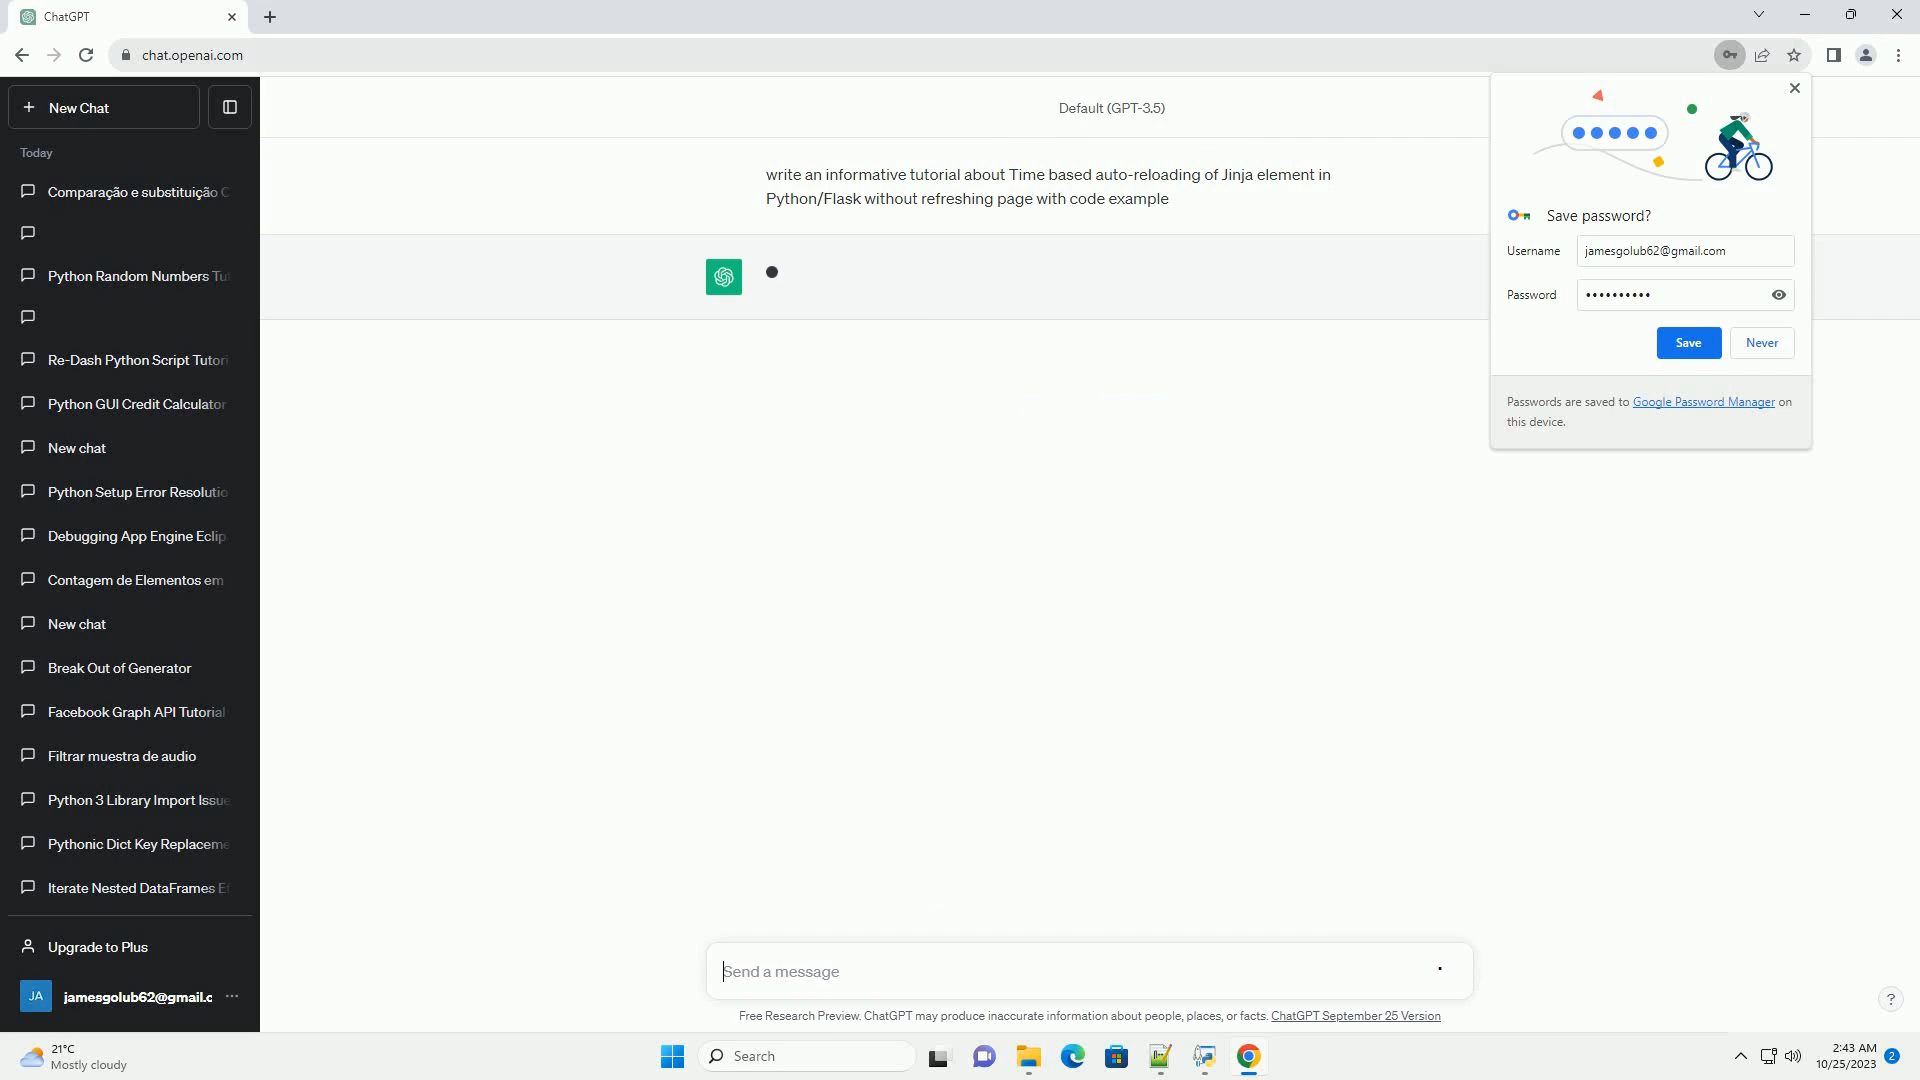 ChatGPT
chat.openai.com
New Chat
Today
Comparação e substituição C
Python Random Numbers Tu
Re-Dash Python Script Tutori
Python GUI Credit Calculator
New chat
Python Setup Error Resolutio
Debugging App Engine Eclip
Contagem de Elementos em
New chat
Break Out of Generator
Facebook Graph API Tutorial
Filtrar muestra de audio
Python 3 Library Import Issue
Pythonic Dict Key Replaceme
Iterate Nested DataFrames Ef
Upgrade to Plus
JA
jamesgolub62@gmail.c
Default (GPT-3.5)
write an informative tutorial about Time based auto-reloading of Jinja element in
Python/Flask without refreshing page with code example
Save password?
Username jamesgolub62@gmail.com
Password ••••••••••
Save Never
Passwords are saved to Google Password Manager on
this device.
Send a message
Free Research Preview. ChatGPT may produce inaccurate information about people, places, or facts. ChatGPT September 25 Version
?
21°C
Mostly cloudy
Search
2:43 AM
10/25/2023
2